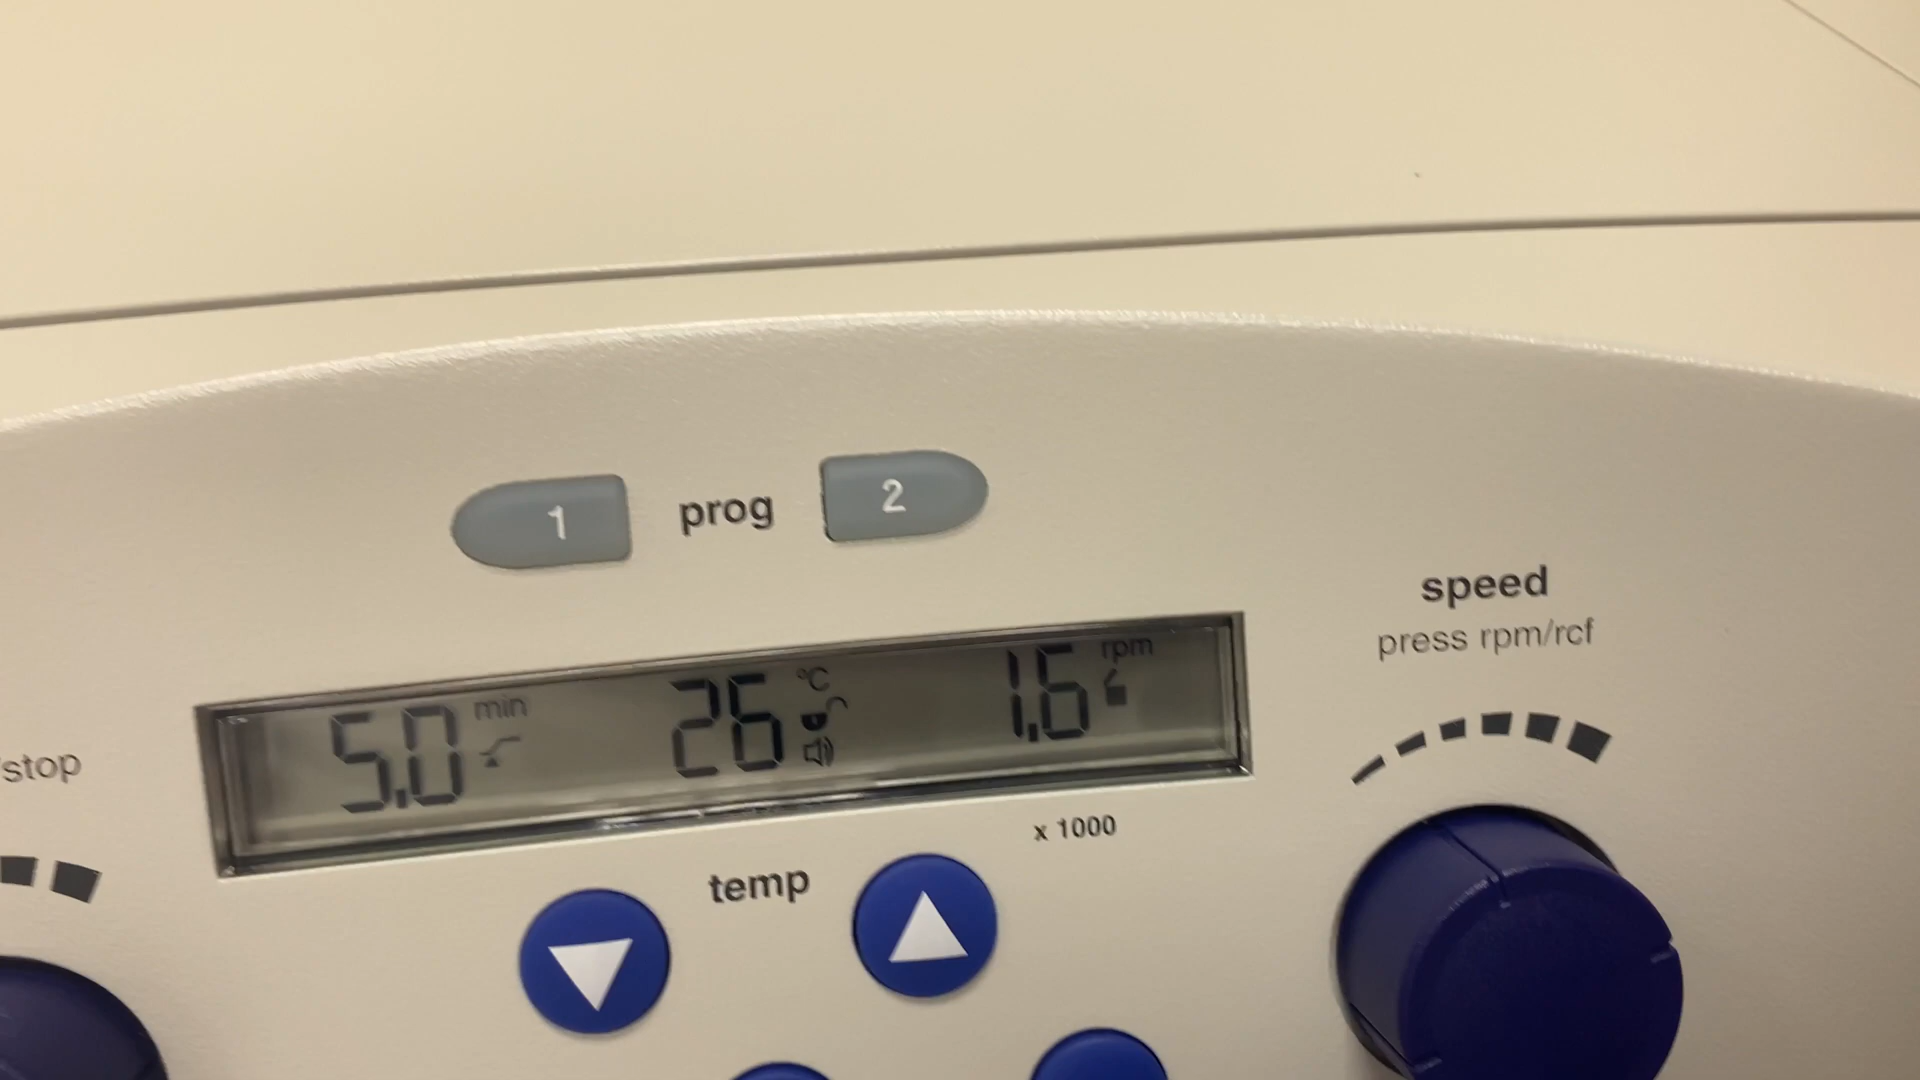 1 prog 2
speed
press rpm/rcf
5.0 min 26 °C 1.6 rpm
stop
x 1000
temp